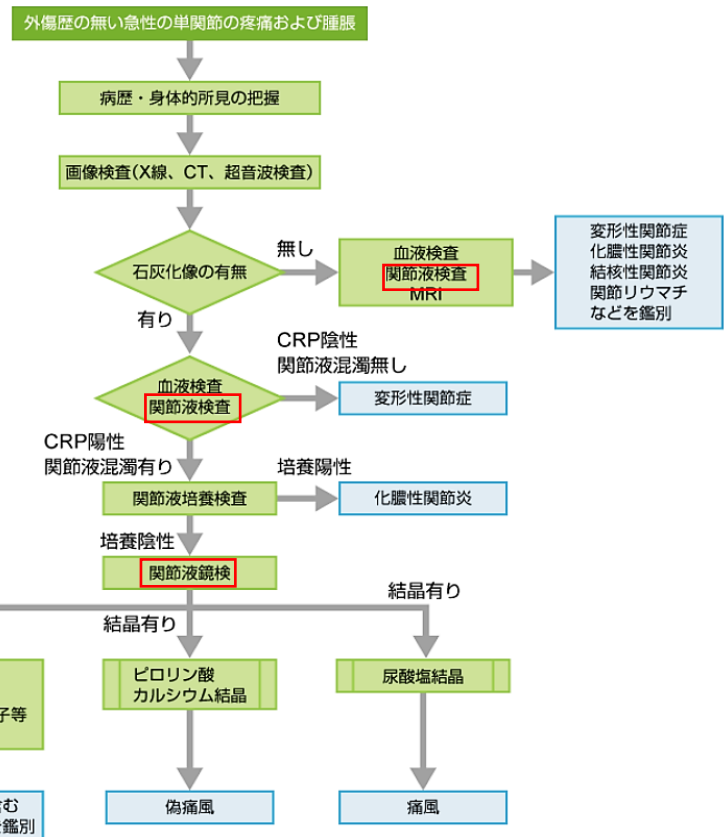 外傷歴の無い急性の単関節の疼痛および腫脹
病歴・身体的所見の把握
画像検査(X線、CT、超音波検査)
石灰化像の有無
無し
血液検査
関節液検査
MRI
変形性関節症
化膿性関節炎
結核性関節炎
関節リウマチ
などを鑑別
有り
血液検査
関節液検査
CRP陰性
関節液混濁無し
変形性関節症
CRP陽性
関節液混濁有り
関節液培養検査
培養陽性
化膿性関節炎
培養陰性
関節液鏡検
結晶有り
結晶有り
ピロリン酸
カルシウム結晶
尿酸塩結晶
子等
偽痛風
痛風
含む
を鑑別